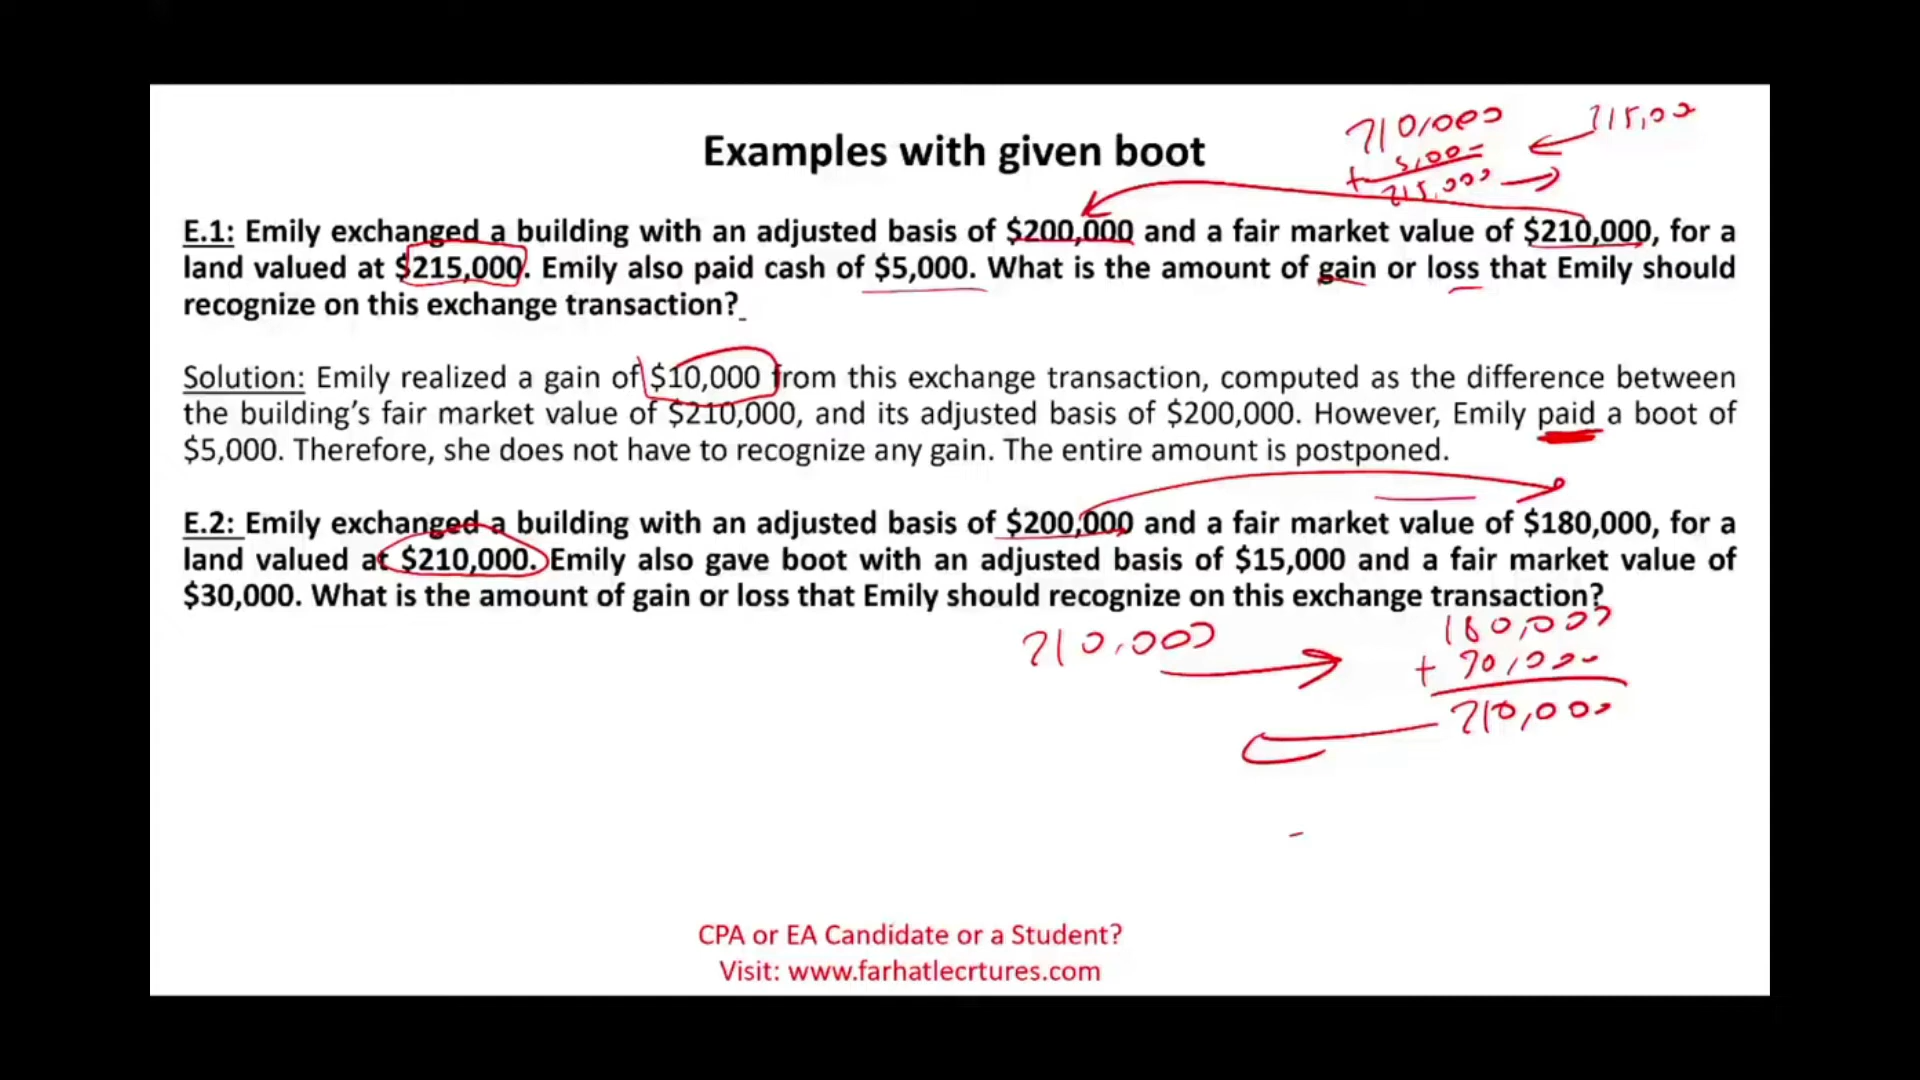 Examples with given boot
210,000
215,00
+ 5,00
215,000
E.1: Emily exchanged a building with an adjusted basis of $200,000 and a fair market value of $210,000, for a
land valued at $215,000. Emily also paid cash of $5,000. What is the amount of gain or loss that Emily should
recognize on this exchange transaction?
Solution: Emily realized a gain of $10,000 from this exchange transaction, computed as the difference between
the building’s fair market value of $210,000, and its adjusted basis of $200,000. However, Emily paid a boot of
$5,000. Therefore, she does not have to recognize any gain. The entire amount is postponed.
E.2: Emily exchanged a building with an adjusted basis of $200,000 and a fair market value of $180,000, for a
land valued at $210,000. Emily also gave boot with an adjusted basis of $15,000 and a fair market value of
$30,000. What is the amount of gain or loss that Emily should recognize on this exchange transaction?
210,000
180,000
+ 30,000
210,000
CPA or EA Candidate or a Student?
Visit: www.farhatlecrtures.com